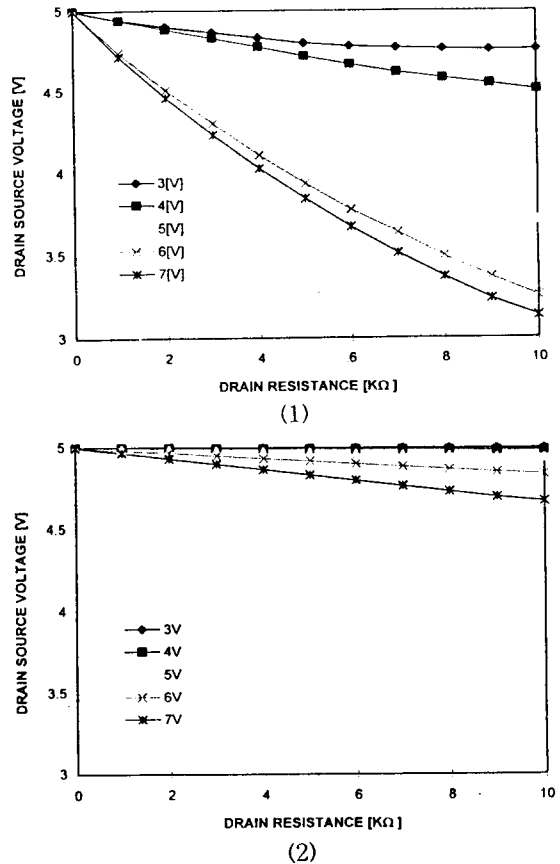 DRAIN SOURCE VOLTAGE [V]
5
4.5
4
3.5
3
3[V]
4[V]
5[V]
6[V]
7[V]
0 2 4 6 8 10
DRAIN RESISTANCE [KΩ]
(1)
DRAIN SOURCE VOLTAGE [V]
5
4.5
4
3.5
3
3V
4V
5V
6V
7V
0 2 4 6 8 10
DRAIN RESISTANCE [KΩ]
(2)